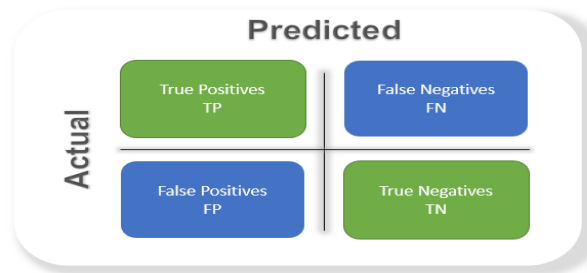 Predicted
Actual
True Positives
TP
False Negatives
FN
False Positives
FP
True Negatives
TN